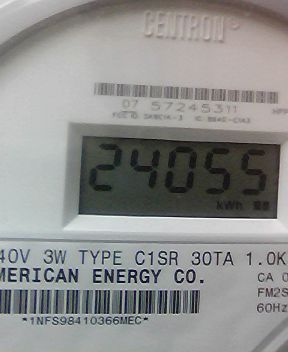 CENTRON®
07 57245311
24055
kWh
40V 3W TYPE C1SR 30TA 1.0K
MERICAN ENERGY CO.
CA 0
FM2S
60Hz
*1NFS98410366MEC*